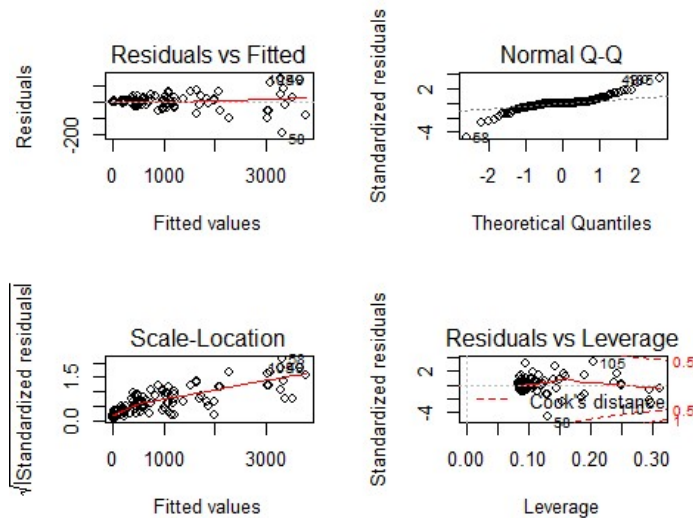 Residuals vs Fitted
Residuals
-200
58
0
1000
3000
Fitted values
Normal Q-Q
Standardized residuals
2
-4
58
-2
-1
0
1
2
Theoretical Quantiles
Scale-Location
√|Standardized residuals|
1.5
0.0
58
0
1000
3000
Fitted values
Residuals vs Leverage
Standardized residuals
2
-4
105
0.5
Cook's distance
110
0.5
1
58
0.00
0.10
0.20
0.30
Leverage